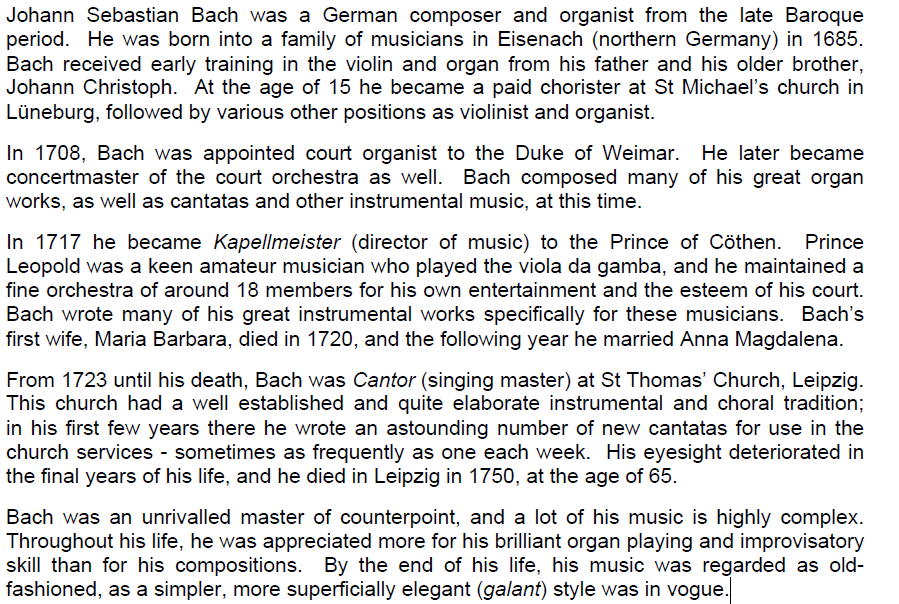 Johann Sebastian Bach was a German composer and organist from the late Baroque
period.  He was born into a family of musicians in Eisenach (northern Germany) in 1685.
Bach received early training in the violin and organ from his father and his older brother,
Johann Christoph.  At the age of 15 he became a paid chorister at St Michael's church in
Lüneburg, followed by various other positions as violinist and organist.
In 1708, Bach was appointed court organist to the Duke of Weimar.  He later became
concertmaster of the court orchestra as well.  Bach composed many of his great organ
works, as well as cantatas and other instrumental music, at this time.
In 1717 he became Kapellmeister (director of music) to the Prince of Cöthen.  Prince
Leopold was a keen amateur musician who played the viola da gamba, and he maintained a
fine orchestra of around 18 members for his own entertainment and the esteem of his court.
Bach wrote many of his great instrumental works specifically for these musicians.  Bach's
first wife, Maria Barbara, died in 1720, and the following year he married Anna Magdalena.
From 1723 until his death, Bach was Cantor (singing master) at St Thomas' Church, Leipzig.
This church had a well established and quite elaborate instrumental and choral tradition;
in his first few years there he wrote an astounding number of new cantatas for use in the
church services - sometimes as frequently as one each week.  His eyesight deteriorated in
the final years of his life, and he died in Leipzig in 1750, at the age of 65.
Bach was an unrivalled master of counterpoint, and a lot of his music is highly complex.
Throughout his life, he was appreciated more for his brilliant organ playing and improvisatory
skill than for his compositions.  By the end of his life, his music was regarded as old-
fashioned, as a simpler, more superficially elegant (galant) style was in vogue.